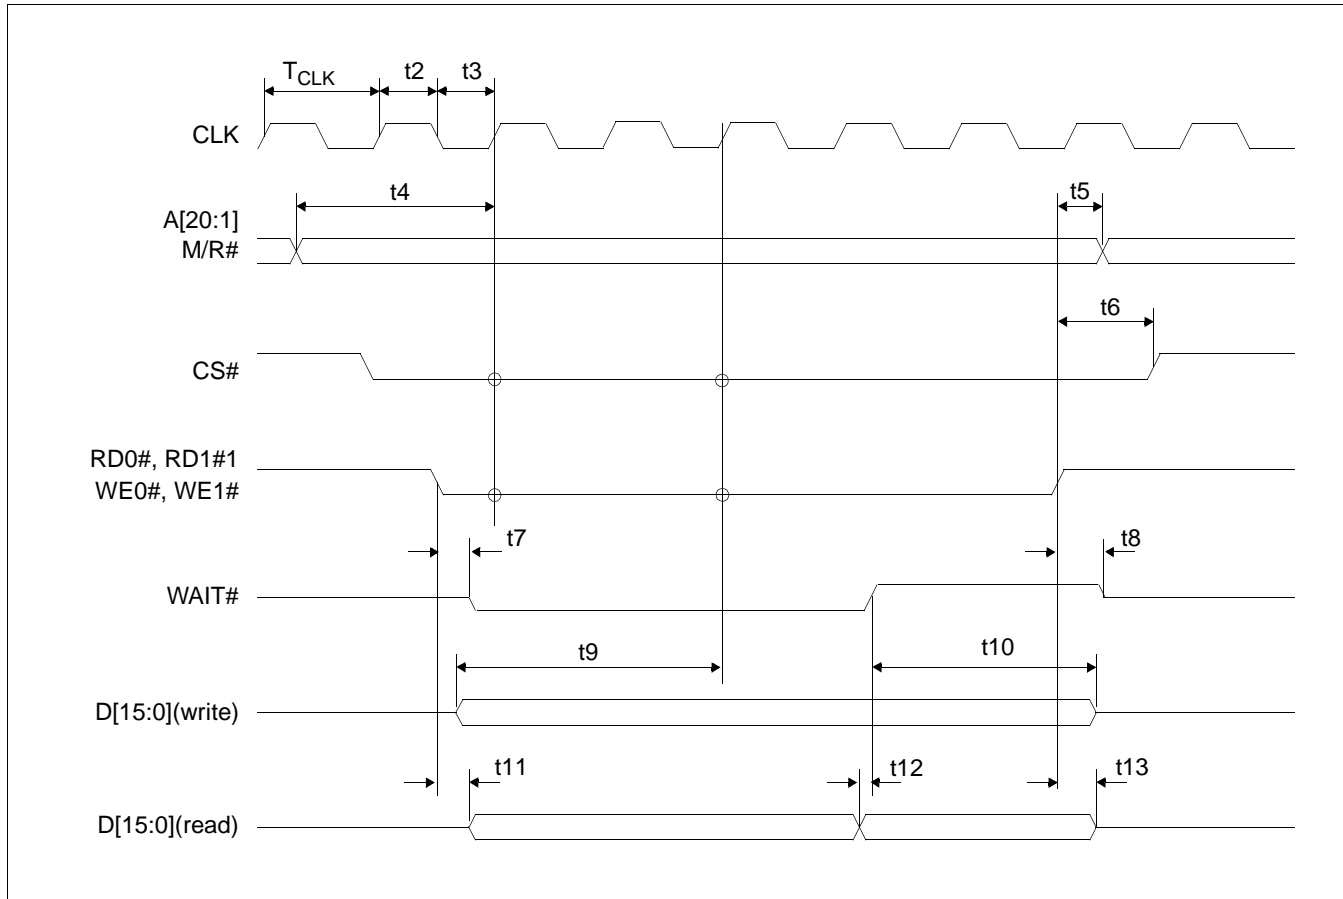 T_CLK t2 t3
CLK
t4 t5
A[20:1]
M/R#
t6
CS#
RD0#, RD1#1
WE0#, WE1#
t7 t8
WAIT#
t9 t10
D[15:0](write)
t11 t12 t13
D[15:0](read)